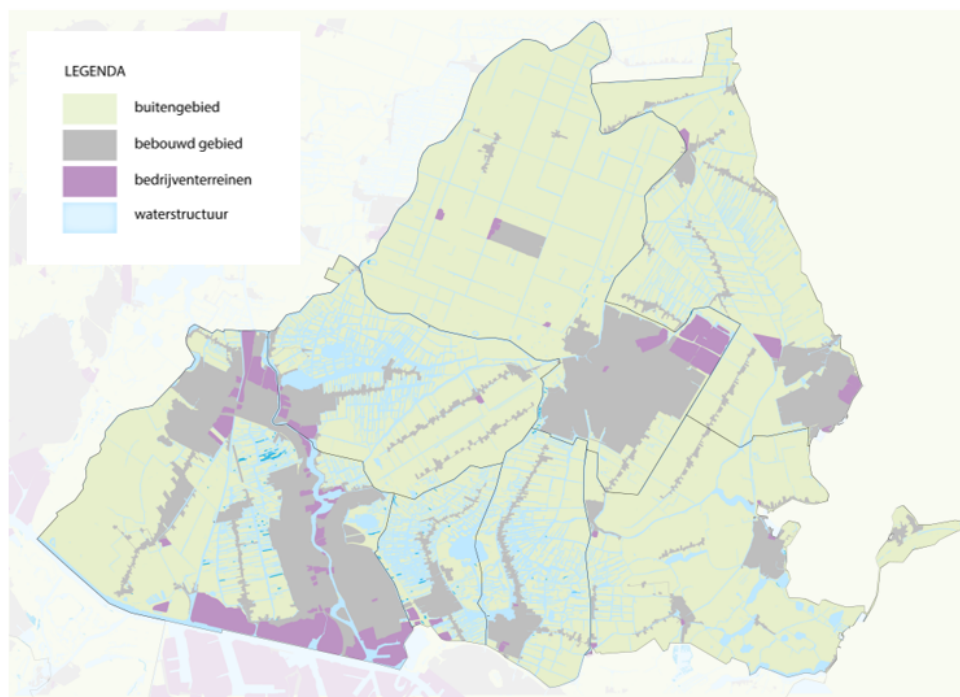 LEGENDA
buitengebied
bebouwd gebied
bedrijventerreinen
waterstructuur